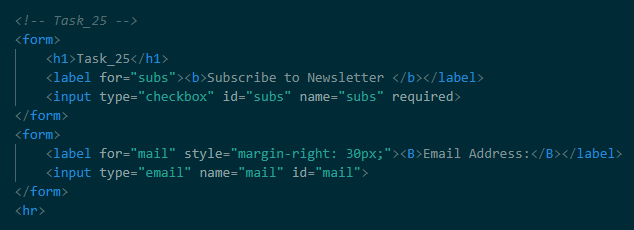 <!-- Task_25 -->
<form>
<h1>Task_25</h1>
<label for="subs"><b>Subscribe to Newsletter </b></label>
<input type="checkbox" id="subs" name="subs" required>
</form>
<form>
<label for="mail" style="margin-right: 30px;"><B>Email Address:</B></label>
<input type="email" name="mail" id="mail">
</form>
<hr>